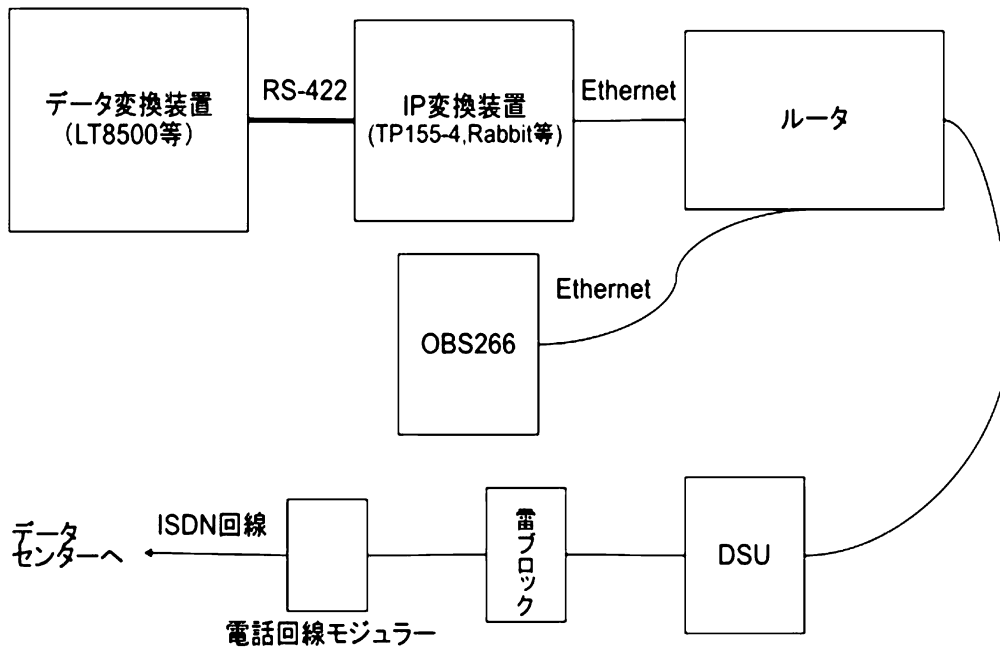 データ変換装置
(LT8500等)
RS-422
IP変換装置
(TP155-4,Rabbit等)
Ethernet
ルータ
OBS266
Ethernet
データ
センターへ
ISDN回線
電話回線モジュラー
雷ブロック
DSU